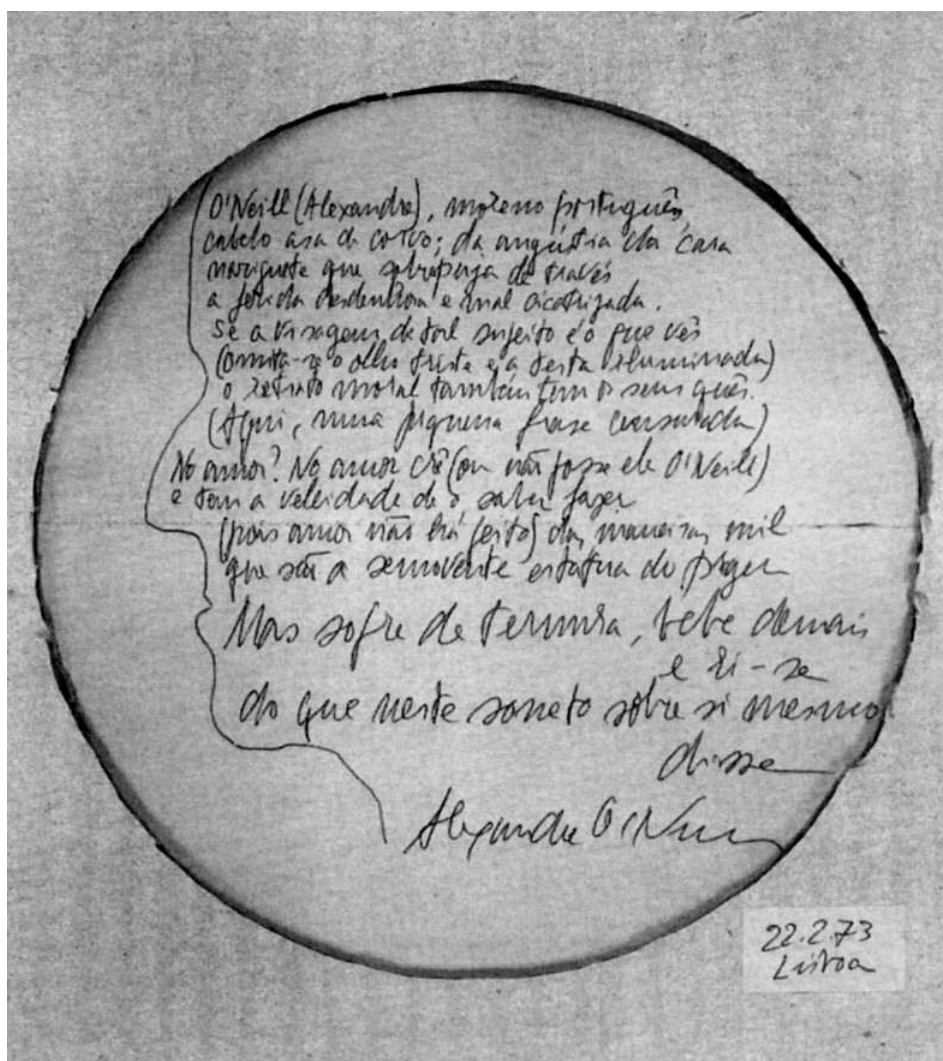 O'Neill (Alexandre), moreno português,
cabelo asa de corvo; da angústia da cara
nariguete que sobrepuja de través
a ferida desdenhosa e mal cicatrizada.
Se a visagem de tal sujeito é o que vês
(omita-se o olho triste e a testa iluminada)
o retrato moral também tem os seus quês.
(Aqui, uma pequena frase censurada)
No amor? No amor crê (ou não fosse ele O'Neill)
e tem a veleidade de o saber fazer
(pois amor não há feito) das maneiras mil
que são a semovente estátua do prazer
Mas sofre de ternura, bebe demais
e ri-se
do que neste soneto sobre si mesmo
disse
Alexandre O'Neill
22.2.73
Lisboa